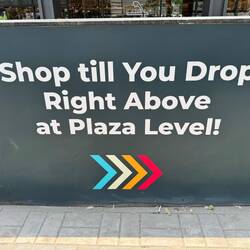 Shop till You Drop
Right Above
at Plaza Level!